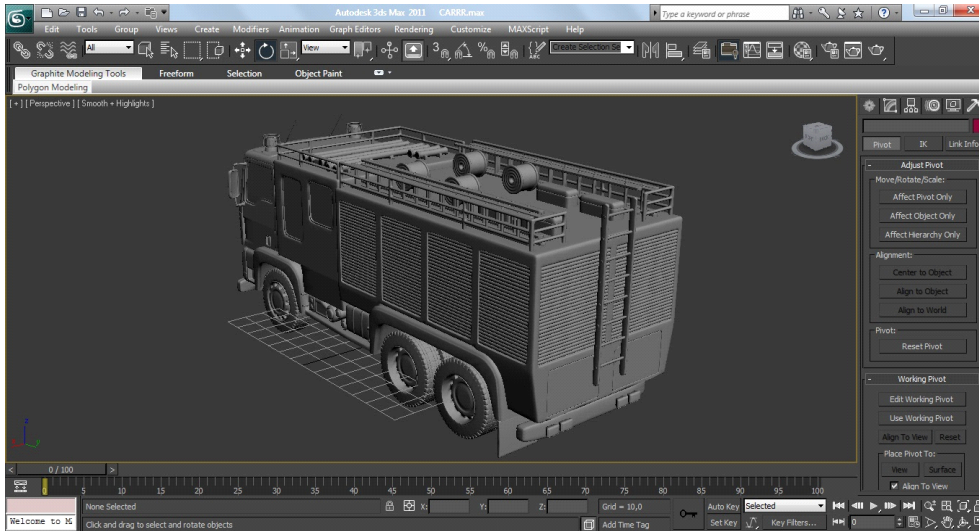 Autodesk 3ds Max 2011 CARRR.max
Type a keyword or phrase
Edit Tools Group Views Create Modifiers Animation Graph Editors Rendering Customize MAXScript Help
All
View
3
Create Selection Se
Graphite Modeling Tools Freeform Selection Object Paint
Polygon Modeling
[ + ] [ Perspective ] [ Smooth + Highlights ]
Pivot IK Link Info
- Adjust Pivot
Move/Rotate/Scale:
Affect Pivot Only
Affect Object Only
Affect Hierarchy Only
Alignment:
Center to Object
Align to Object
Align to World
Pivot:
Reset Pivot
- Working Pivot
Edit Working Pivot
Use Working Pivot
Align To View Reset
Place Pivot To:
View Surface
Align To View
z
x y
< 0 / 100 >
0 5 10 15 20 25 30 35 40 45 50 55 60 65 70 75 80 85 90 95 100
None Selected X: Y: Z: Grid = 10,0 Auto Key Selected
Welcome to M Click and drag to select and rotate objects Add Time Tag Set Key Key Filters... 0